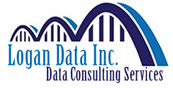 Logan Data Inc.
Data Consulting Services